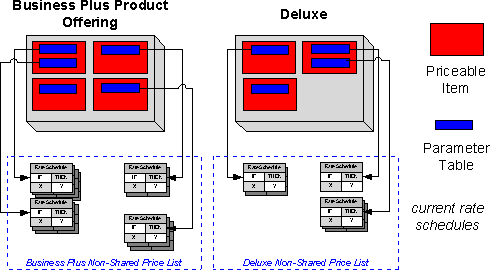 Business Plus Product
Offering
Deluxe
Priceable
Item
Parameter
Table
current rate
schedules
Rate Schedule
IF THEN
X Y
Rate Schedule
IF THEN
X Y
Rate Schedule
IF THEN
X Y
Rate Schedule
IF THEN
X Y
Rate Schedule
IF THEN
X Y
Rate Schedule
IF THEN
X Y
Rate Schedule
IF THEN
X Y
Business Plus Non-Shared Price List
Deluxe Non-Shared Price List